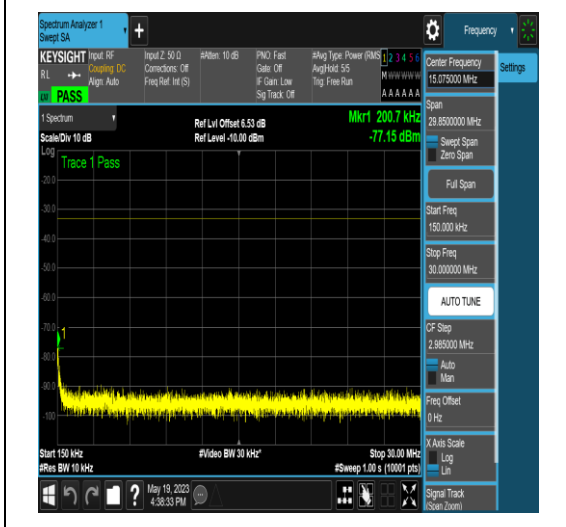 Spectrum Analyzer 1
Swept SA
+
Frequency
KEYSIGHT
RL
PASS
Input: RF
Coupling: DC
Align: Auto
Input Z: 50 Ω
Corrections: Off
Freq Ref: Int (S)
#Atten: 10 dB
PNO: Fast
Gate: Off
IF Gain: Low
Sig Track: Off
#Avg Type: Power (RMS
Avg|Hold: 5/5
Trig: Free Run
1 2 3 4 5 6
M W W W W W
A A A A A A
1 Spectrum
Scale/Div 10 dB
Ref Lvl Offset 6.53 dB
Ref Level -10.00 dBm
Mkr1 200.7 kHz
-77.15 dBm
Log
Trace 1 Pass
-20.0
-30.0
-40.0
-50.0
-60.0
-70.0
-80.0
-90.0
-100
1
Start 150 kHz
#Res BW 10 kHz
#Video BW 30 kHz*
Stop 30.00 MHz
#Sweep 1.00 s (10001 pts)
May 19, 2023
4:38:33 PM
?
Center Frequency
15.075000 MHz
Settings
Span
29.8500000 MHz
Swept Span
Zero Span
Full Span
Start Freq
150.000 kHz
Stop Freq
30.000000 MHz
AUTO TUNE
CF Step
2.985000 MHz
Auto
Man
Freq Offset
0 Hz
X Axis Scale
Log
Lin
Signal Track
(Span Zoom)